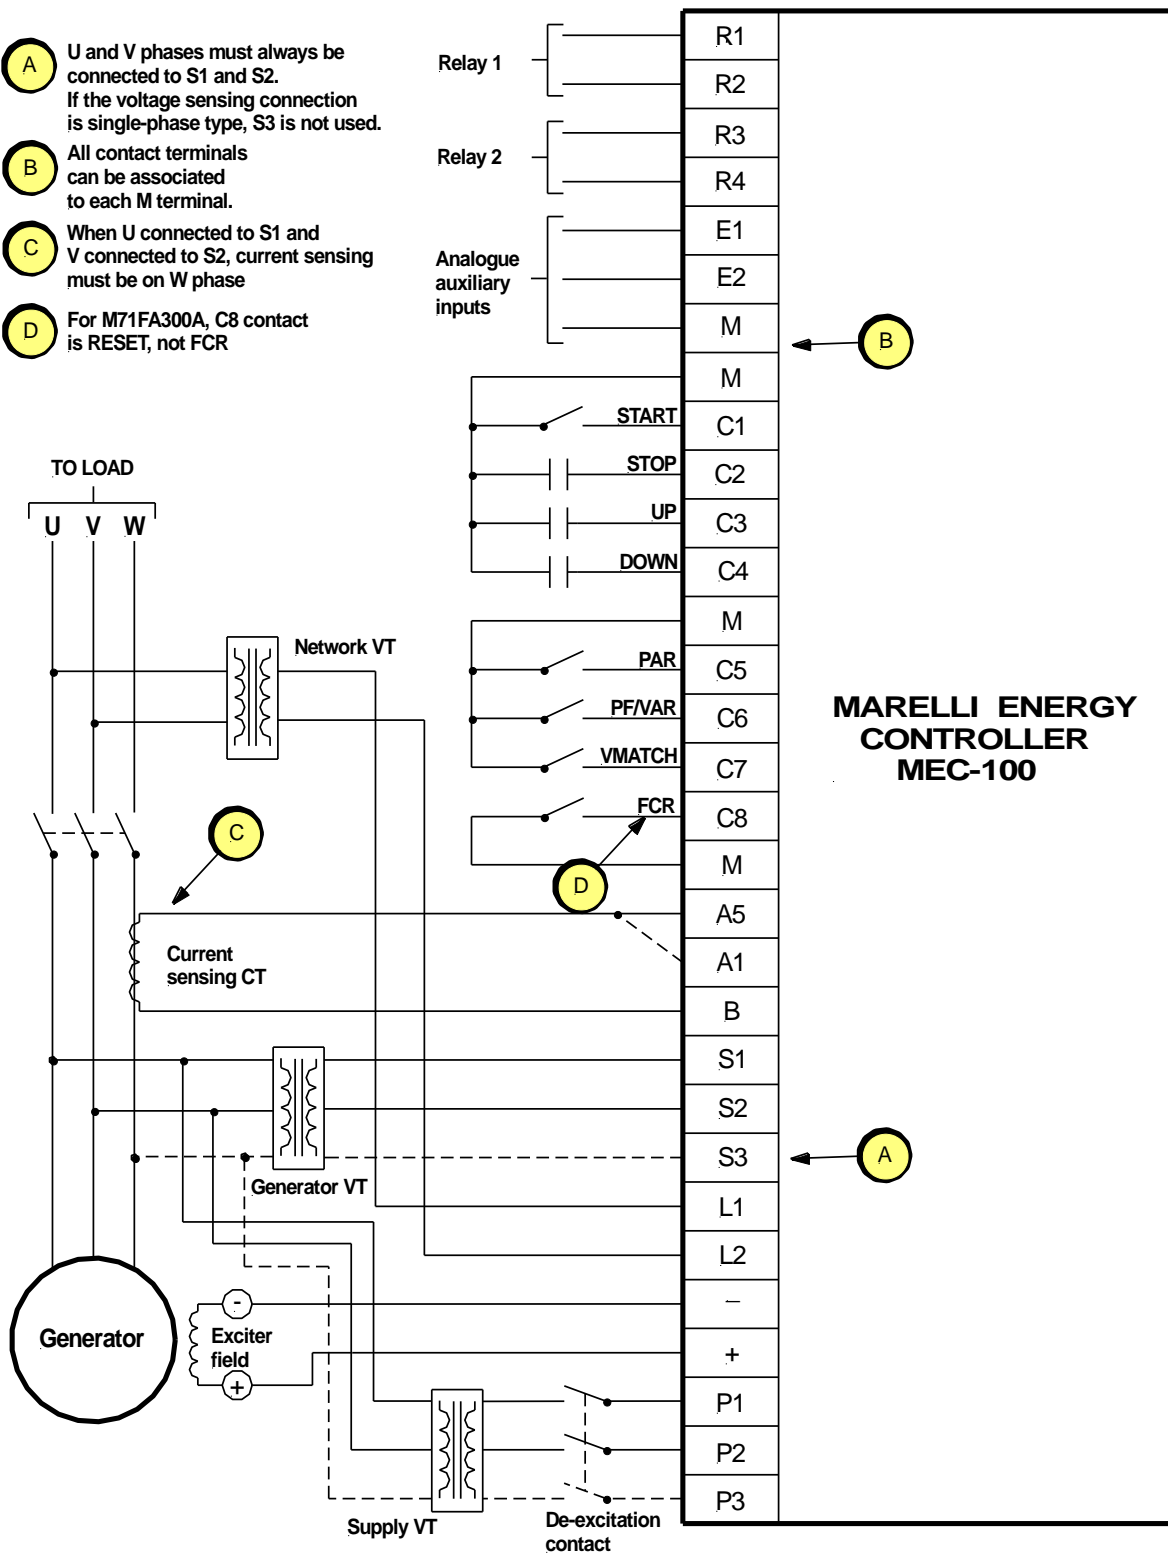 A
U and V phases must always be
connected to S1 and S2.
If the voltage sensing connection
is single-phase type, S3 is not used.
B
All contact terminals
can be associated
to each M terminal.
C
When U connected to S1 and
V connected to S2, current sensing
must be on W phase
D
For M71FA300A, C8 contact
is RESET, not FCR
Relay 1
R1
R2
Relay 2
R3
R4
Analogue
auxiliary
inputs
E1
E2
M
B
M
START
C1
STOP
C2
UP
C3
DOWN
C4
M
PAR
C5
PF/VAR
C6
VMATCH
C7
FCR
C8
D
M
TO LOAD
U V W
Network VT
MARELLI ENERGY
CONTROLLER
MEC-100
C
Current
sensing CT
A5
A1
B
S1
S2
S3
A
Generator VT
L1
L2
Generator
-
Exciter
field
+
–
+
P1
P2
P3
Supply VT
De-excitation
contact